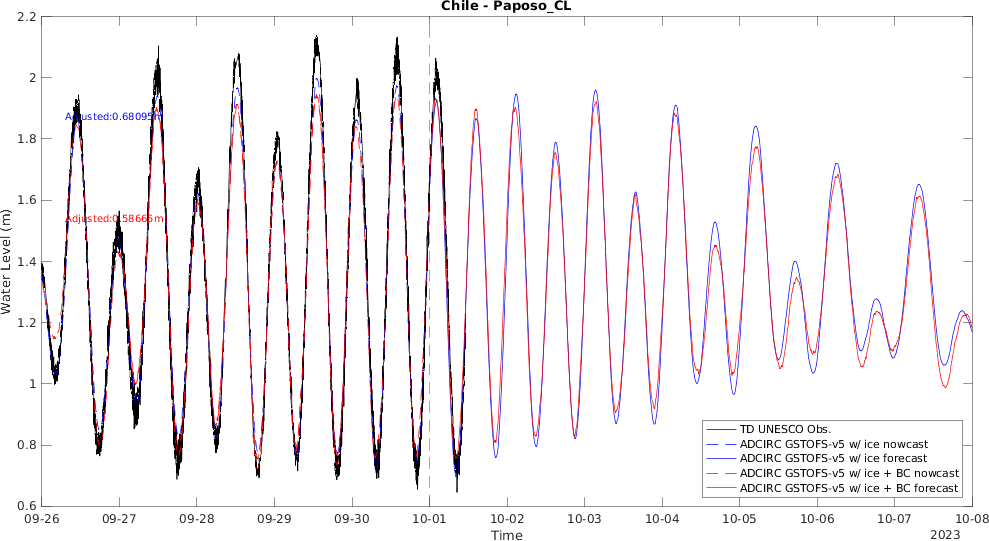 Chile - Paposo_CL
2.2
2
1.8
1.6
1.4
1.2
1
0.8
0.6
Water Level (m)
Adjusted:0.68095m
Adjusted:0.58665m
TD UNESCO Obs.
ADCIRC GSTOFS-v5 w/ ice nowcast
ADCIRC GSTOFS-v5 w/ ice forecast
ADCIRC GSTOFS-v5 w/ ice + BC nowcast
ADCIRC GSTOFS-v5 w/ ice + BC forecast
09-26 09-27 09-28 09-29 09-30 10-01 10-02 10-03 10-04 10-05 10-06 10-07 10-08
Time
2023